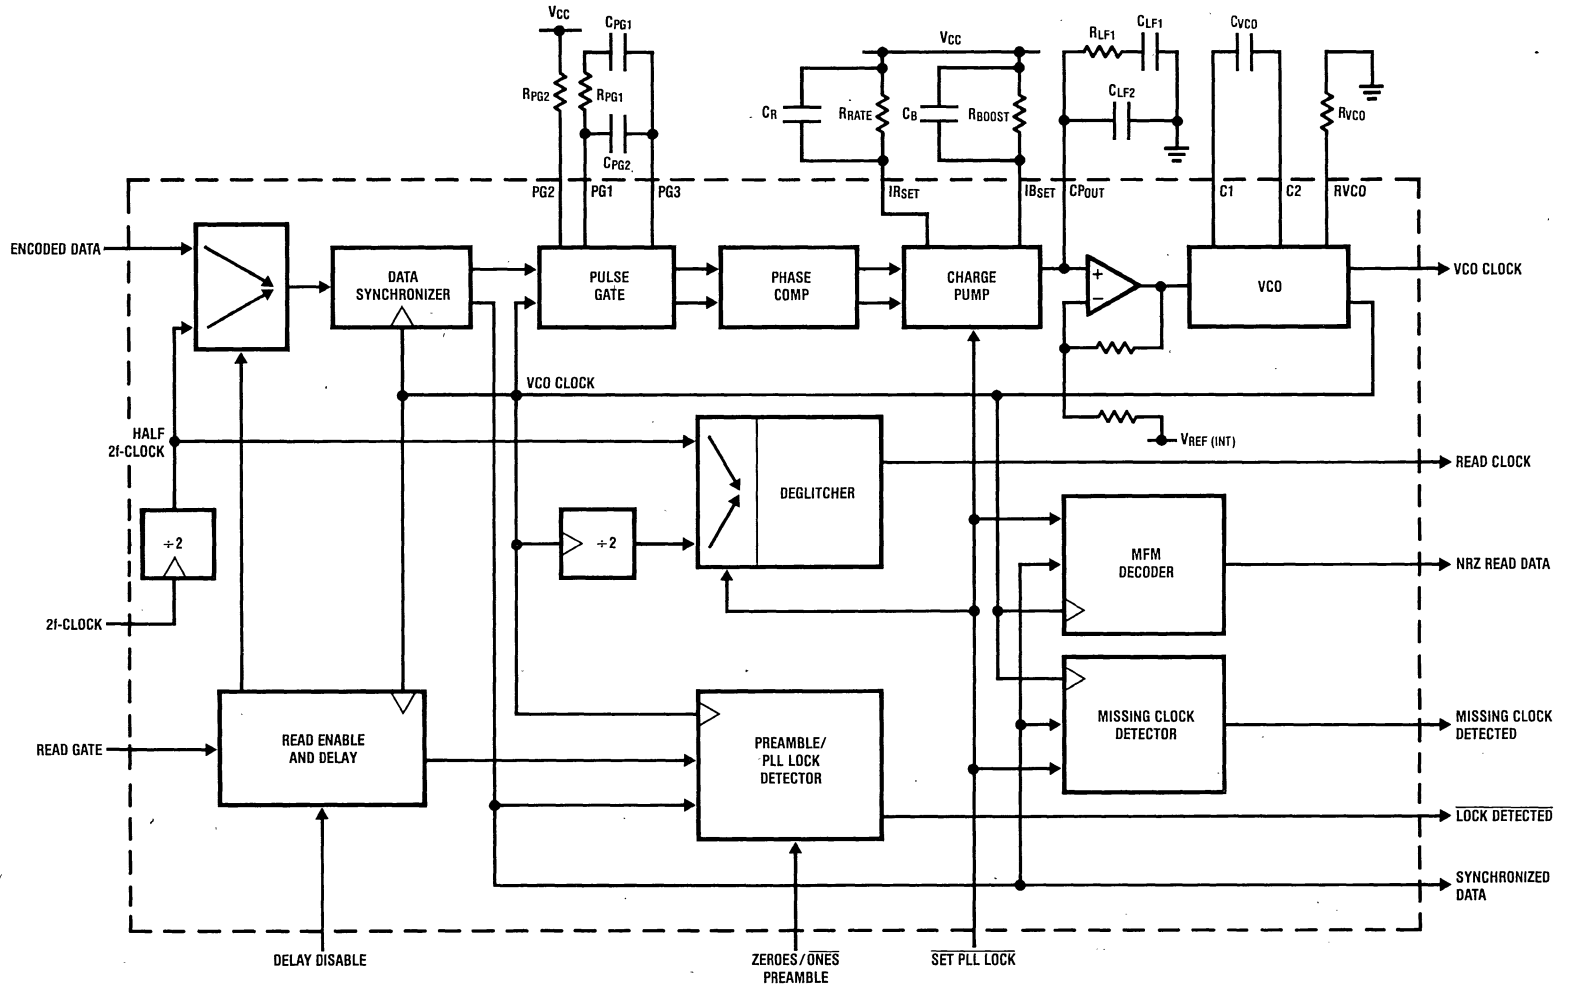 VCC
CPG1
RPG2
RPG1
CPG2
VCC
CR
RRATE
CB
RBOOST
RLF1
CLF1
CLF2
CVCO
RVCO
PG2
PG1
PG3
IRSET
IBSET
CPOUT
C1
C2
RVCO
ENCODED DATA
DATA
SYNCHRONIZER
PULSE
GATE
PHASE
COMP
CHARGE
PUMP
+
−
VCO
VCO CLOCK
VCO CLOCK
HALF
2f-CLOCK
VREF (INT)
READ CLOCK
DEGLITCHER
÷2
÷2
MFM
DECODER
NRZ READ DATA
2f-CLOCK
READ GATE
READ ENABLE
AND DELAY
PREAMBLE/
PLL LOCK
DETECTOR
MISSING CLOCK
DETECTOR
MISSING CLOCK
DETECTED
LOCK DETECTED
SYNCHRONIZED
DATA
DELAY DISABLE
ZEROES/ONES
PREAMBLE
SET PLL LOCK